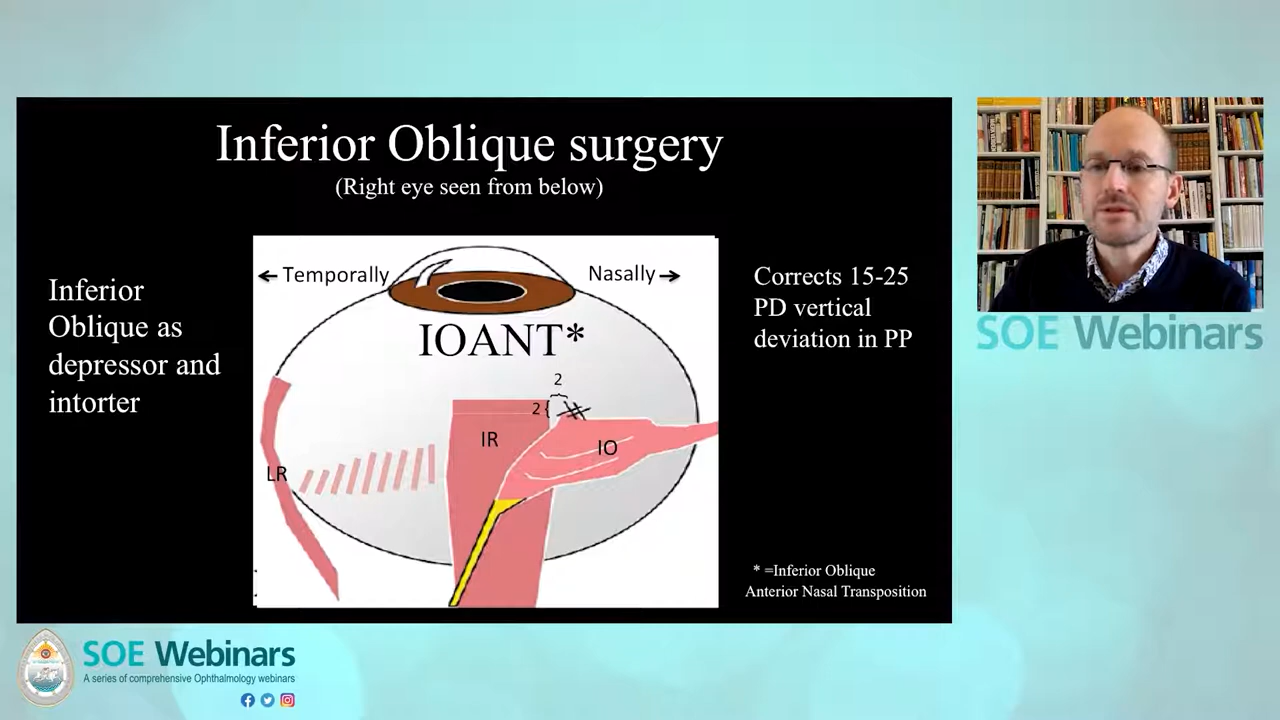 Inferior Oblique surgery
(Right eye seen from below)
Inferior
Oblique as
depressor and
intorter
← Temporally
Nasally →
IOANT*
2
2{
IR
IO
LR
Corrects 15-25
PD vertical
deviation in PP
* =Inferior Oblique
Anterior Nasal Transposition
SOE Webinars
SOE Webinars
A series of comprehensive Ophthalmology webinars